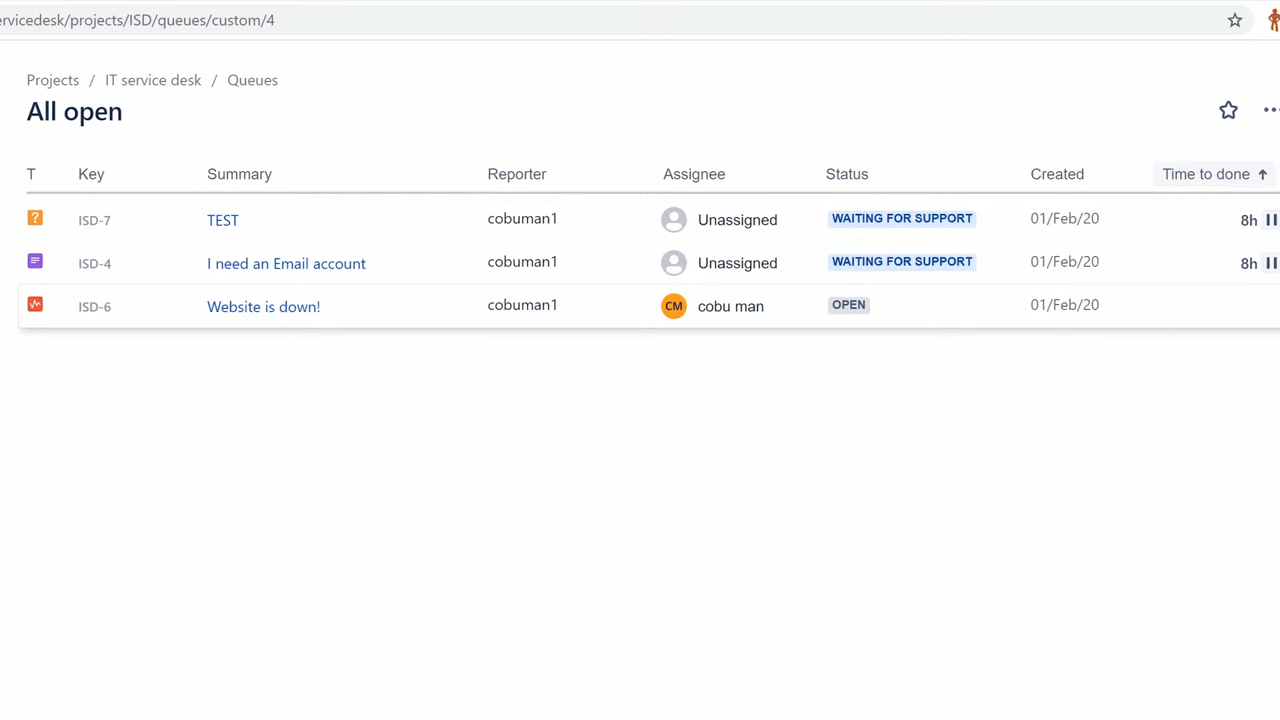 ervicedesk/projects/ISD/queues/custom/4
Projects / IT service desk / Queues
All open
T Key Summary Reporter Assignee Status Created Time to done
ISD-7 TEST cobuman1 Unassigned WAITING FOR SUPPORT 01/Feb/20 8h
ISD-4 I need an Email account cobuman1 Unassigned WAITING FOR SUPPORT 01/Feb/20 8h
ISD-6 Website is down! cobuman1 CM cobu man OPEN 01/Feb/20